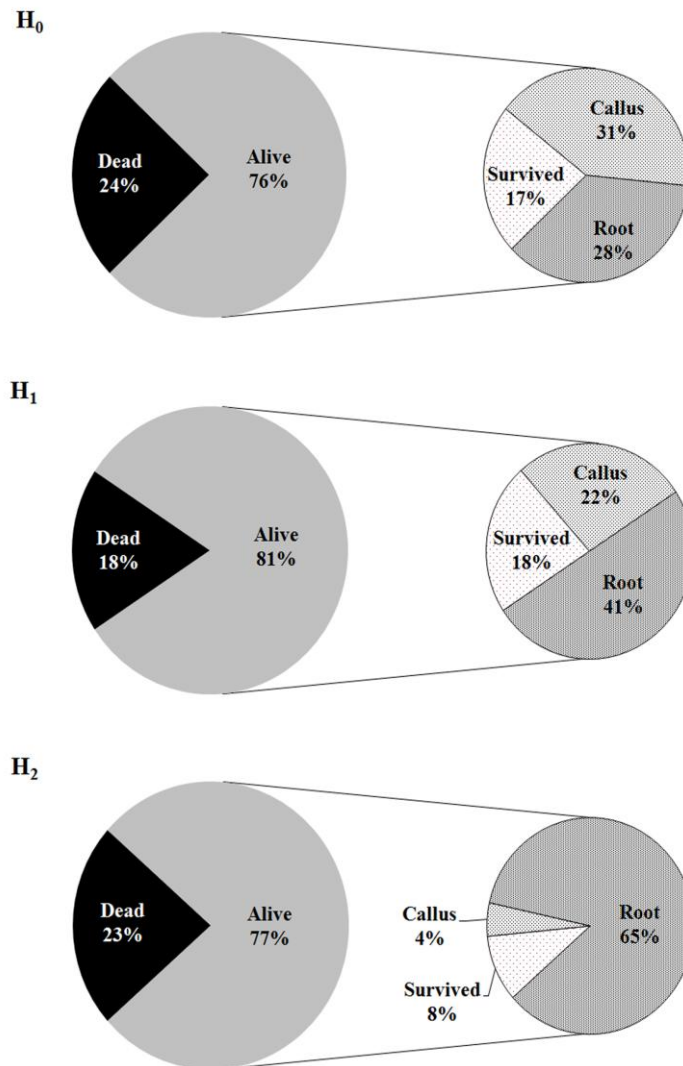 H0
Dead
24%
Alive
76%
Callus
31%
Survived
17%
Root
28%
H1
Dead
18%
Alive
81%
Callus
22%
Survived
18%
Root
41%
H2
Dead
23%
Alive
77%
Callus
4%
Survived
8%
Root
65%